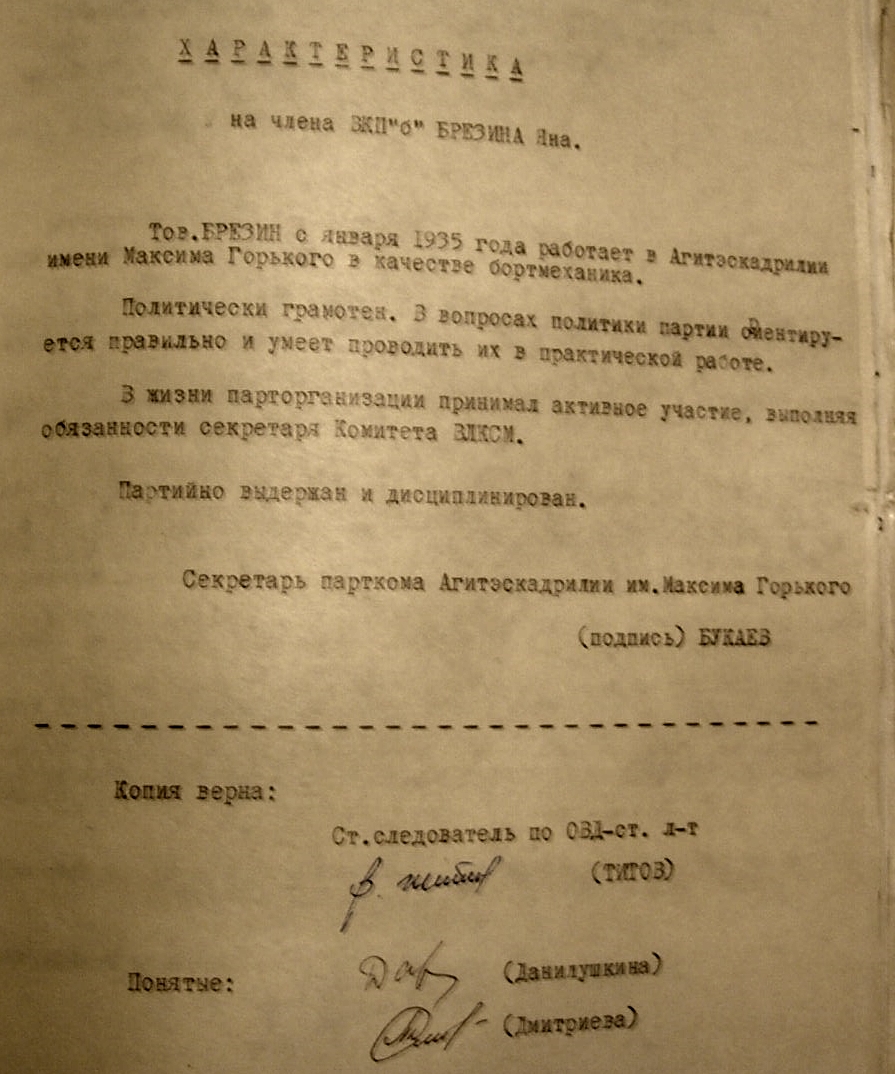 ХАРАКТЕРИСТИКА
на члена ВКП"б" БРЕЗИНА Яна.
Тов.БРЕЗИН с января 1935 года работает в Агитэскадрилии
имени Максима Горького в качестве бортмеханика.
Политически грамотен. В вопросах политики партии ориентиру-
ется правильно и умеет проводить их в практической работе.
В жизни парторганизации принимал активное участие, выполняя
обязанности секретаря Комитета ВЛКСМ.
Партийно выдержан и дисциплинирован.
Секретарь парткома Агитэскадрилии им.Максима Горького
(подпись) БУКАЕВ
Копия верна:
Ст.следователь по ОВД-ст. л-т
(ТИТОВ)
Понятые:
(Данилушкина)
(Дмитриева)